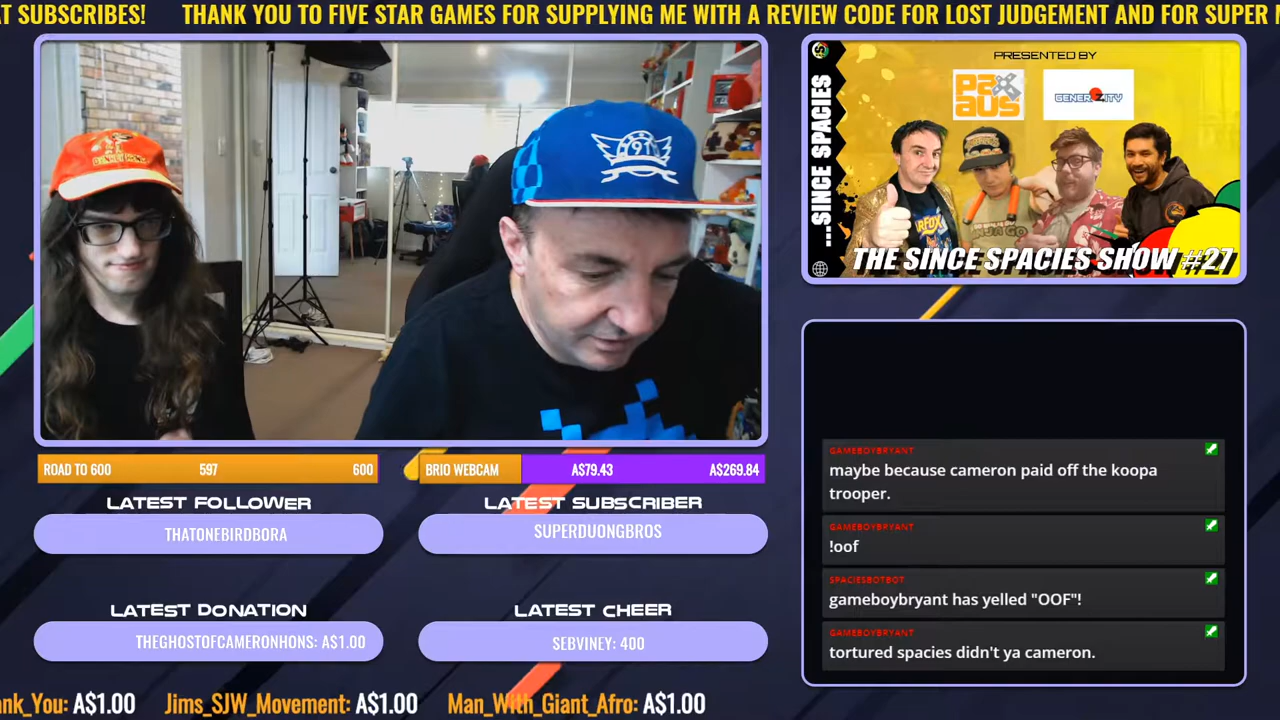 AT SUBSCRIBES! THANK YOU TO FIVE STAR GAMES FOR SUPPLYING ME WITH A REVIEW CODE FOR LOST JUDGEMENT AND FOR SUPER
PRESENTED BY
PAX AUS
GENEROZITY
...SINCE SPACIES
THE SINCE SPACIES SHOW #27
ROAD TO 600 597 600
BRIO WEBCAM A$79.43 A$269.84
LATEST FOLLOWER
THATONEBIRDBORA
LATEST SUBSCRIBER
SUPERDUONGBROS
LATEST DONATION
THEGHOSTOFCAMERONHONS: A$1.00
LATEST CHEER
SEBVINEY: 400
GAMEBOYBRYANT
maybe because cameron paid off the koopa
trooper.
GAMEBOYBRYANT
!oof
SPACIESBOTBOT
gameboybryant has yelled "OOF"!
GAMEBOYBRYANT
tortured spacies didn't ya cameron.
ank_You: A$1.00 Jims_SJW_Movement: A$1.00 Man_With_Giant_Afro: A$1.00